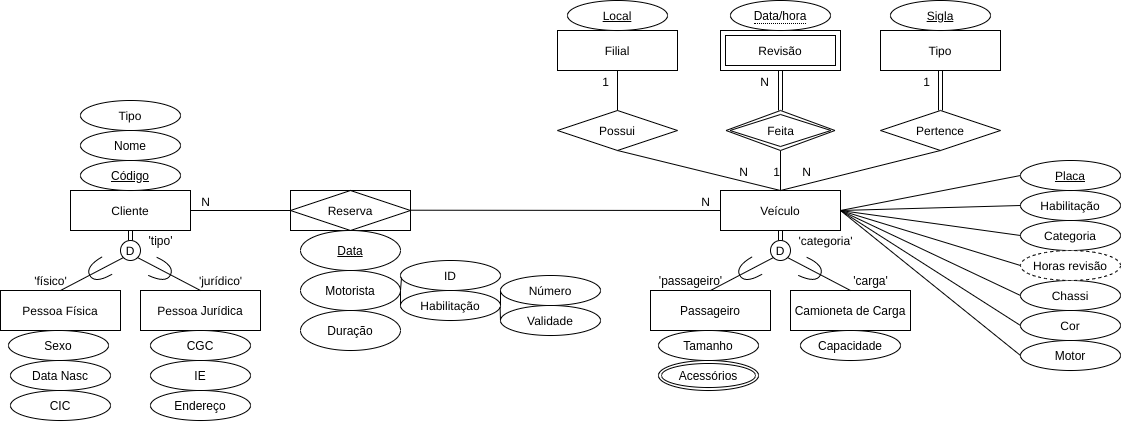 Local
Data/hora
Sigla
Filial
Revisão
Tipo
1
N
1
Possui
Feita
Pertence
N
1
N
Tipo
Nome
Código
Cliente
N
Reserva
N
Veículo
Placa
Habilitação
Categoria
Horas revisão
Chassi
Cor
Motor
D
'tipo'
'físico'
'jurídico'
Pessoa Física
Pessoa Jurídica
Sexo
Data Nasc
CIC
CGC
IE
Endereço
Data
Motorista
Duração
ID
Habilitação
Número
Validade
D
'categoria'
'passageiro'
'carga'
Passageiro
Camioneta de Carga
Tamanho
Acessórios
Capacidade